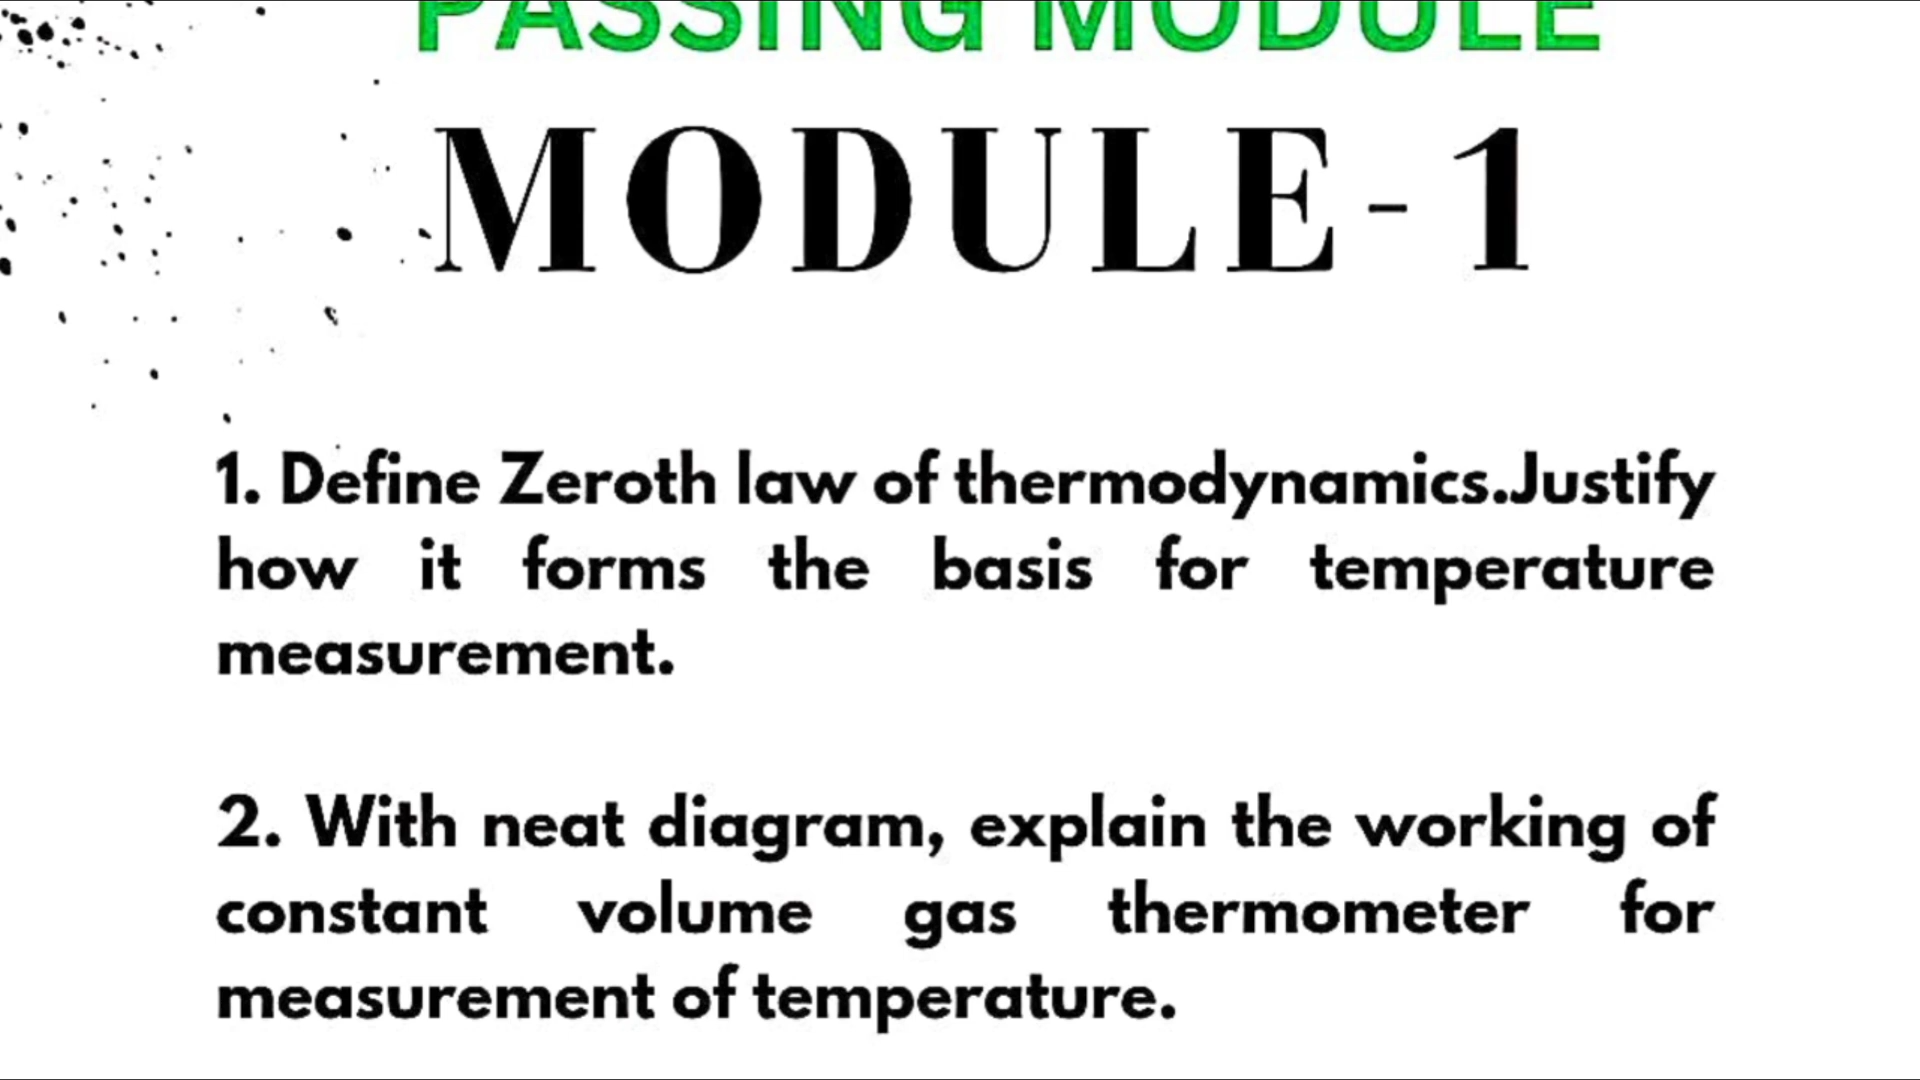 PASSING MODULE
MODULE-1
1. Define Zeroth law of thermodynamics.Justify
how it forms the basis for temperature
measurement.
2. With neat diagram, explain the working of
constant volume gas thermometer for
measurement of temperature.